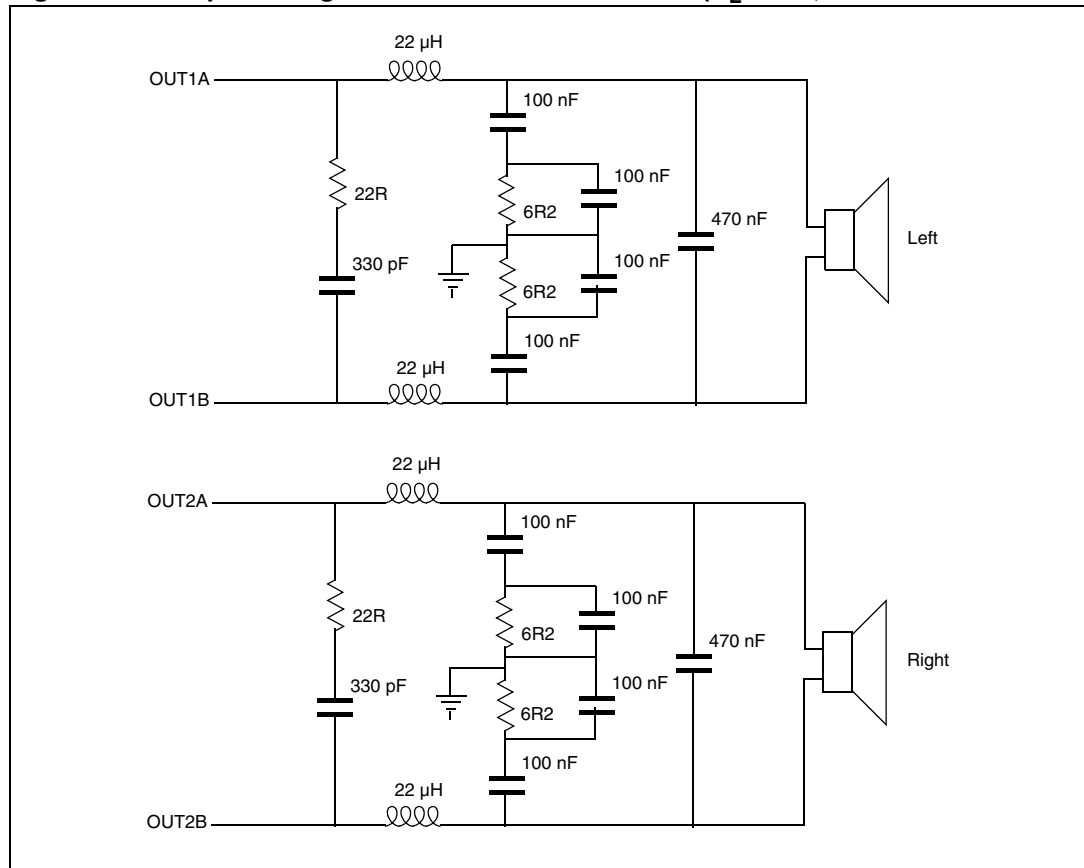 22 µH
OUT1A
100 nF
100 nF
22R
6R2
470 nF
Left
330 pF
100 nF
6R2
100 nF
22 µH
OUT1B
22 µH
OUT2A
100 nF
100 nF
22R
6R2
470 nF
Right
330 pF
100 nF
6R2
100 nF
22 µH
OUT2B